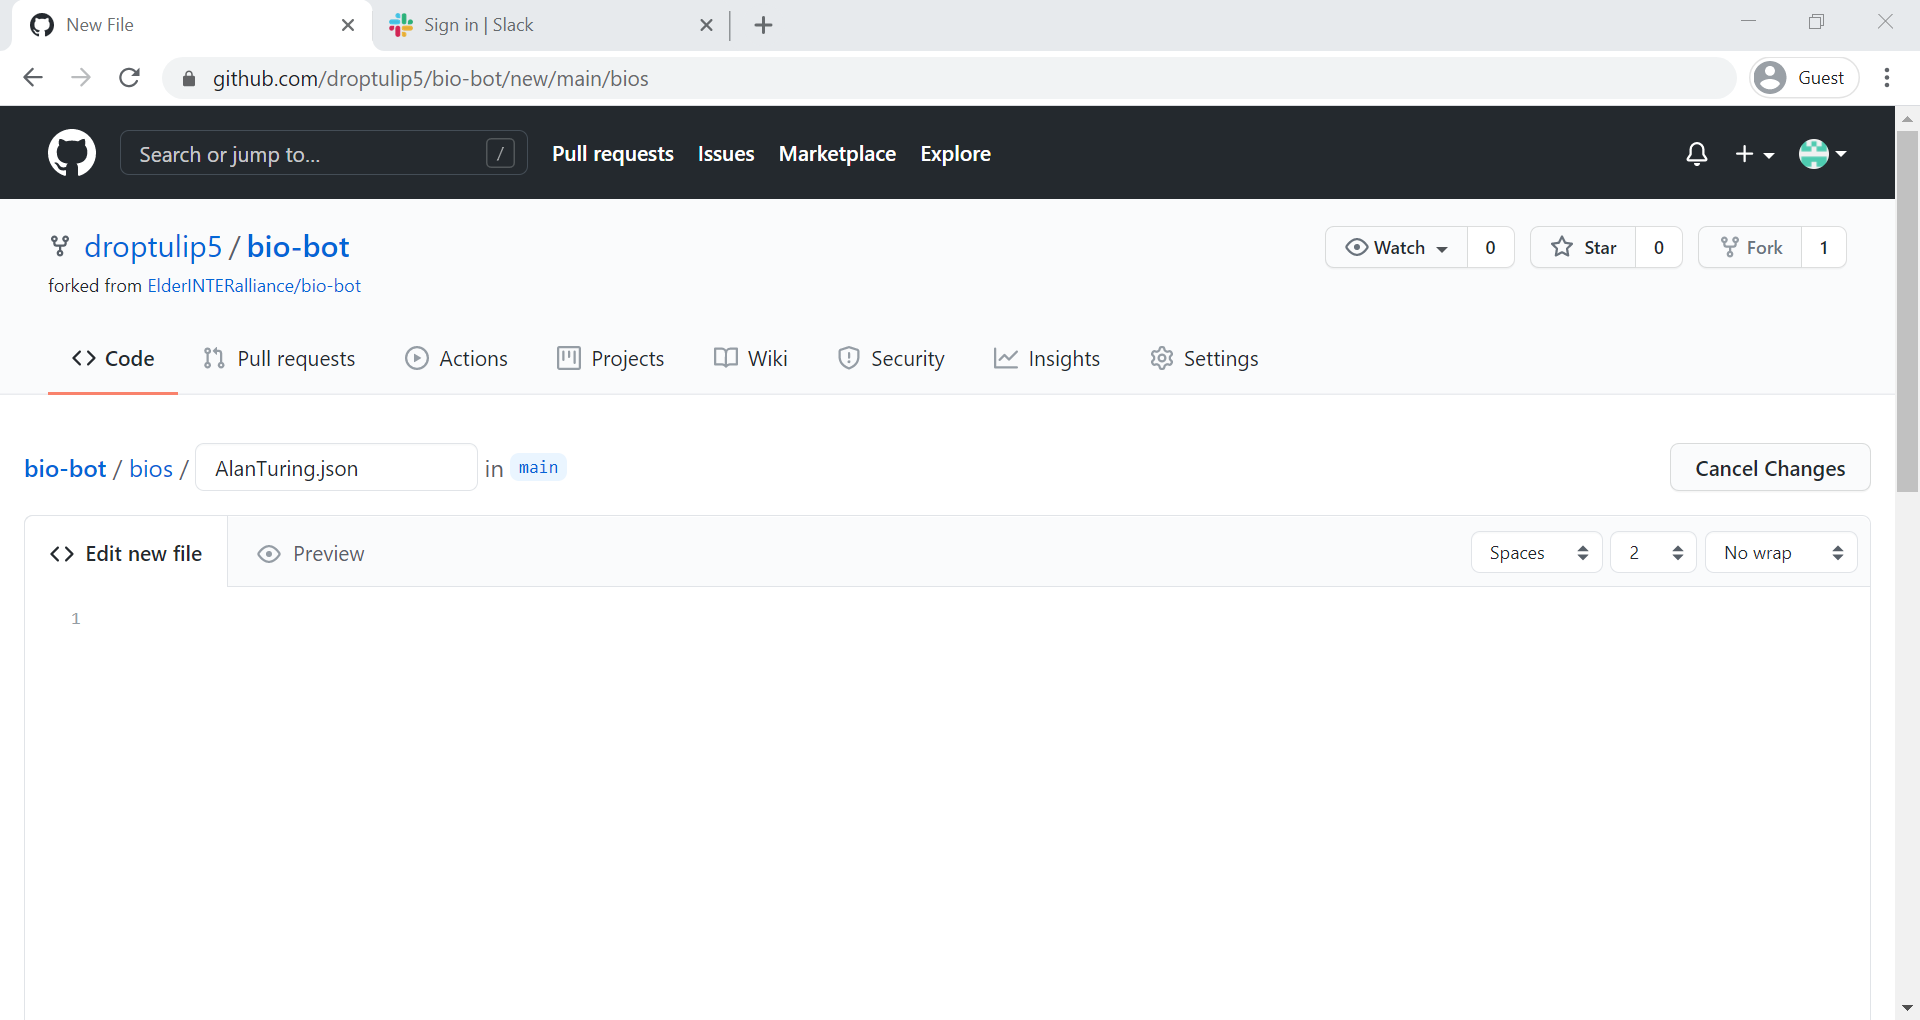 New File
Sign in | Slack
github.com/droptulip5/bio-bot/new/main/bios
Guest
Search or jump to...
/
Pull requests
Issues
Marketplace
Explore
droptulip5 / bio-bot
Watch
0
Star
0
Fork
1
forked from ElderINTERalliance/bio-bot
Code
Pull requests
Actions
Projects
Wiki
Security
Insights
Settings
bio-bot / bios / AlanTuring.json in main
Cancel Changes
Edit new file
Preview
Spaces
2
No wrap
1